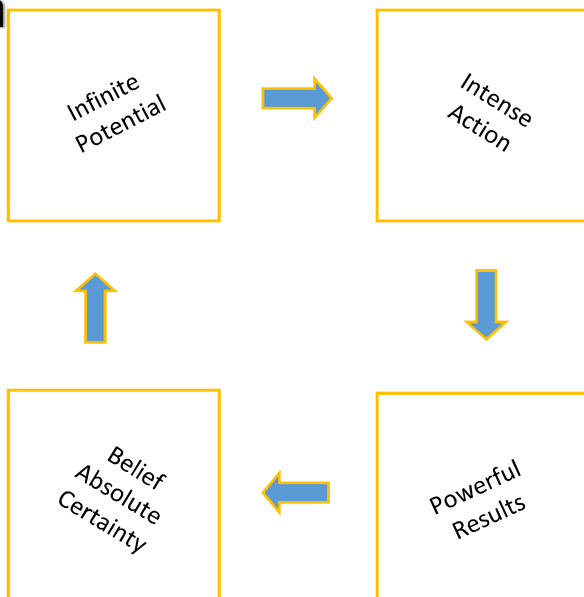 Infinite
Potential
Intense
Action
Belief
Absolute
Certainty
Powerful
Results